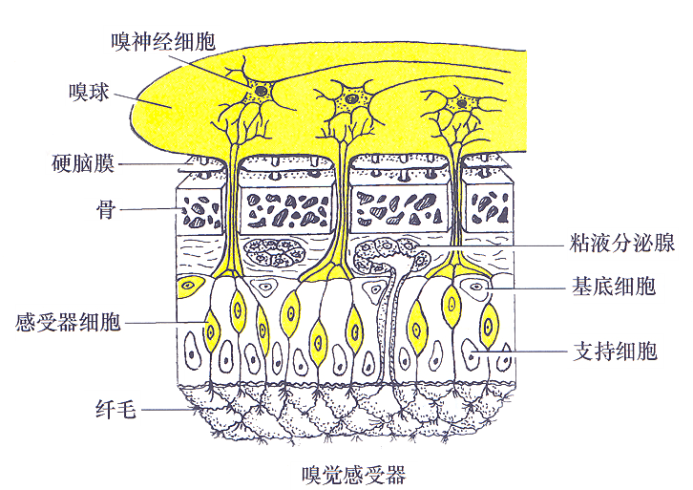 嗅神经细胞
嗅球
硬脑膜
骨
粘液分泌腺
基底细胞
感受器细胞
支持细胞
纤毛
嗅觉感受器